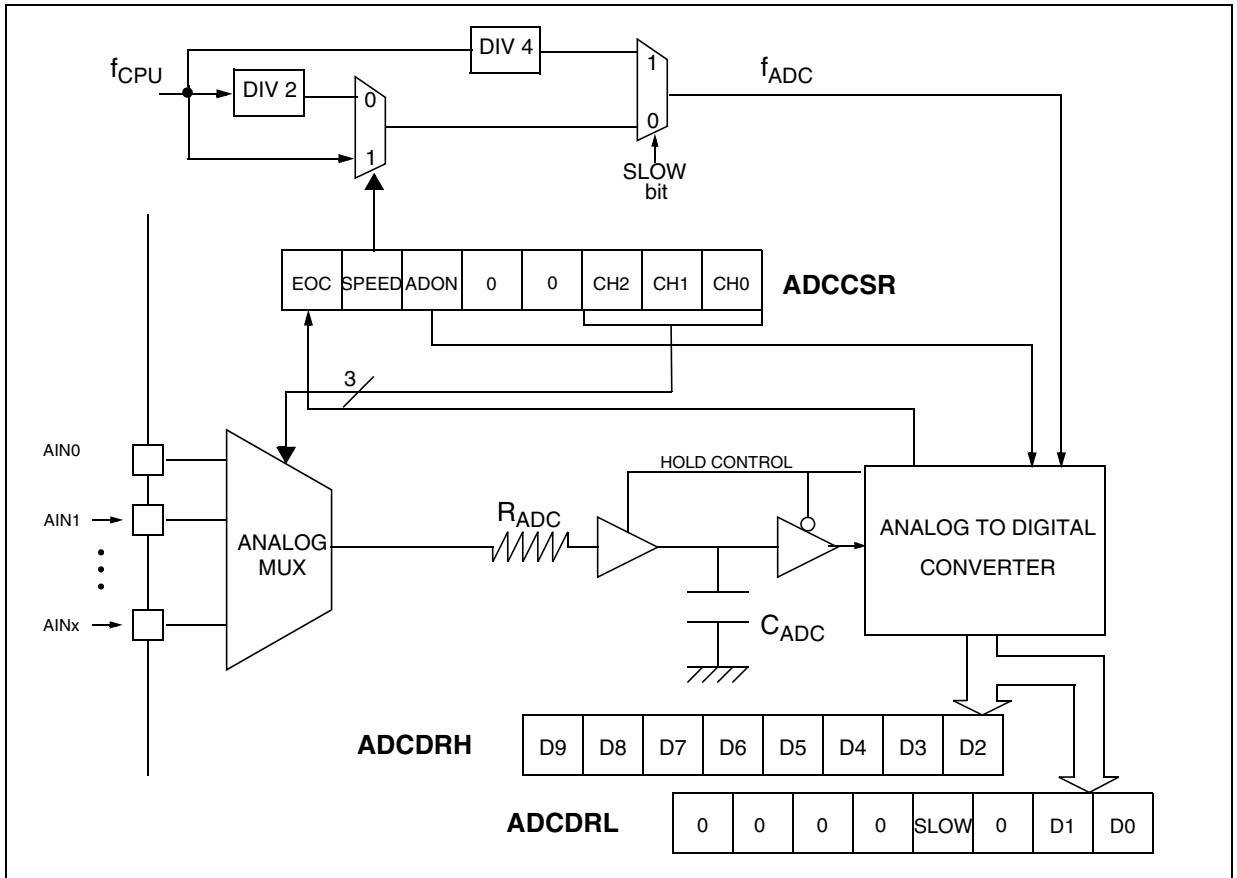 DIV 4
fCPU
DIV 2
0
1
1
0
fADC
SLOW
bit
EOC SPEED ADON 0 0 CH2 CH1 CH0 ADCCSR
3
AIN0
AIN1
AINx
ANALOG
MUX
RADC
HOLD CONTROL
CADC
ANALOG TO DIGITAL
CONVERTER
ADCDRH D9 D8 D7 D6 D5 D4 D3 D2
ADCDRL 0 0 0 0 SLOW 0 D1 D0